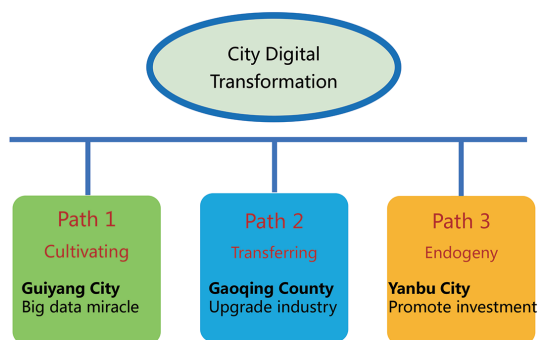 City Digital
Transformation
Path 1
Cultivating
Guiyang City
Big data miracle
Path 2
Transferring
Gaoqing County
Upgrade industry
Path 3
Endogeny
Yanbu City
Promote investment